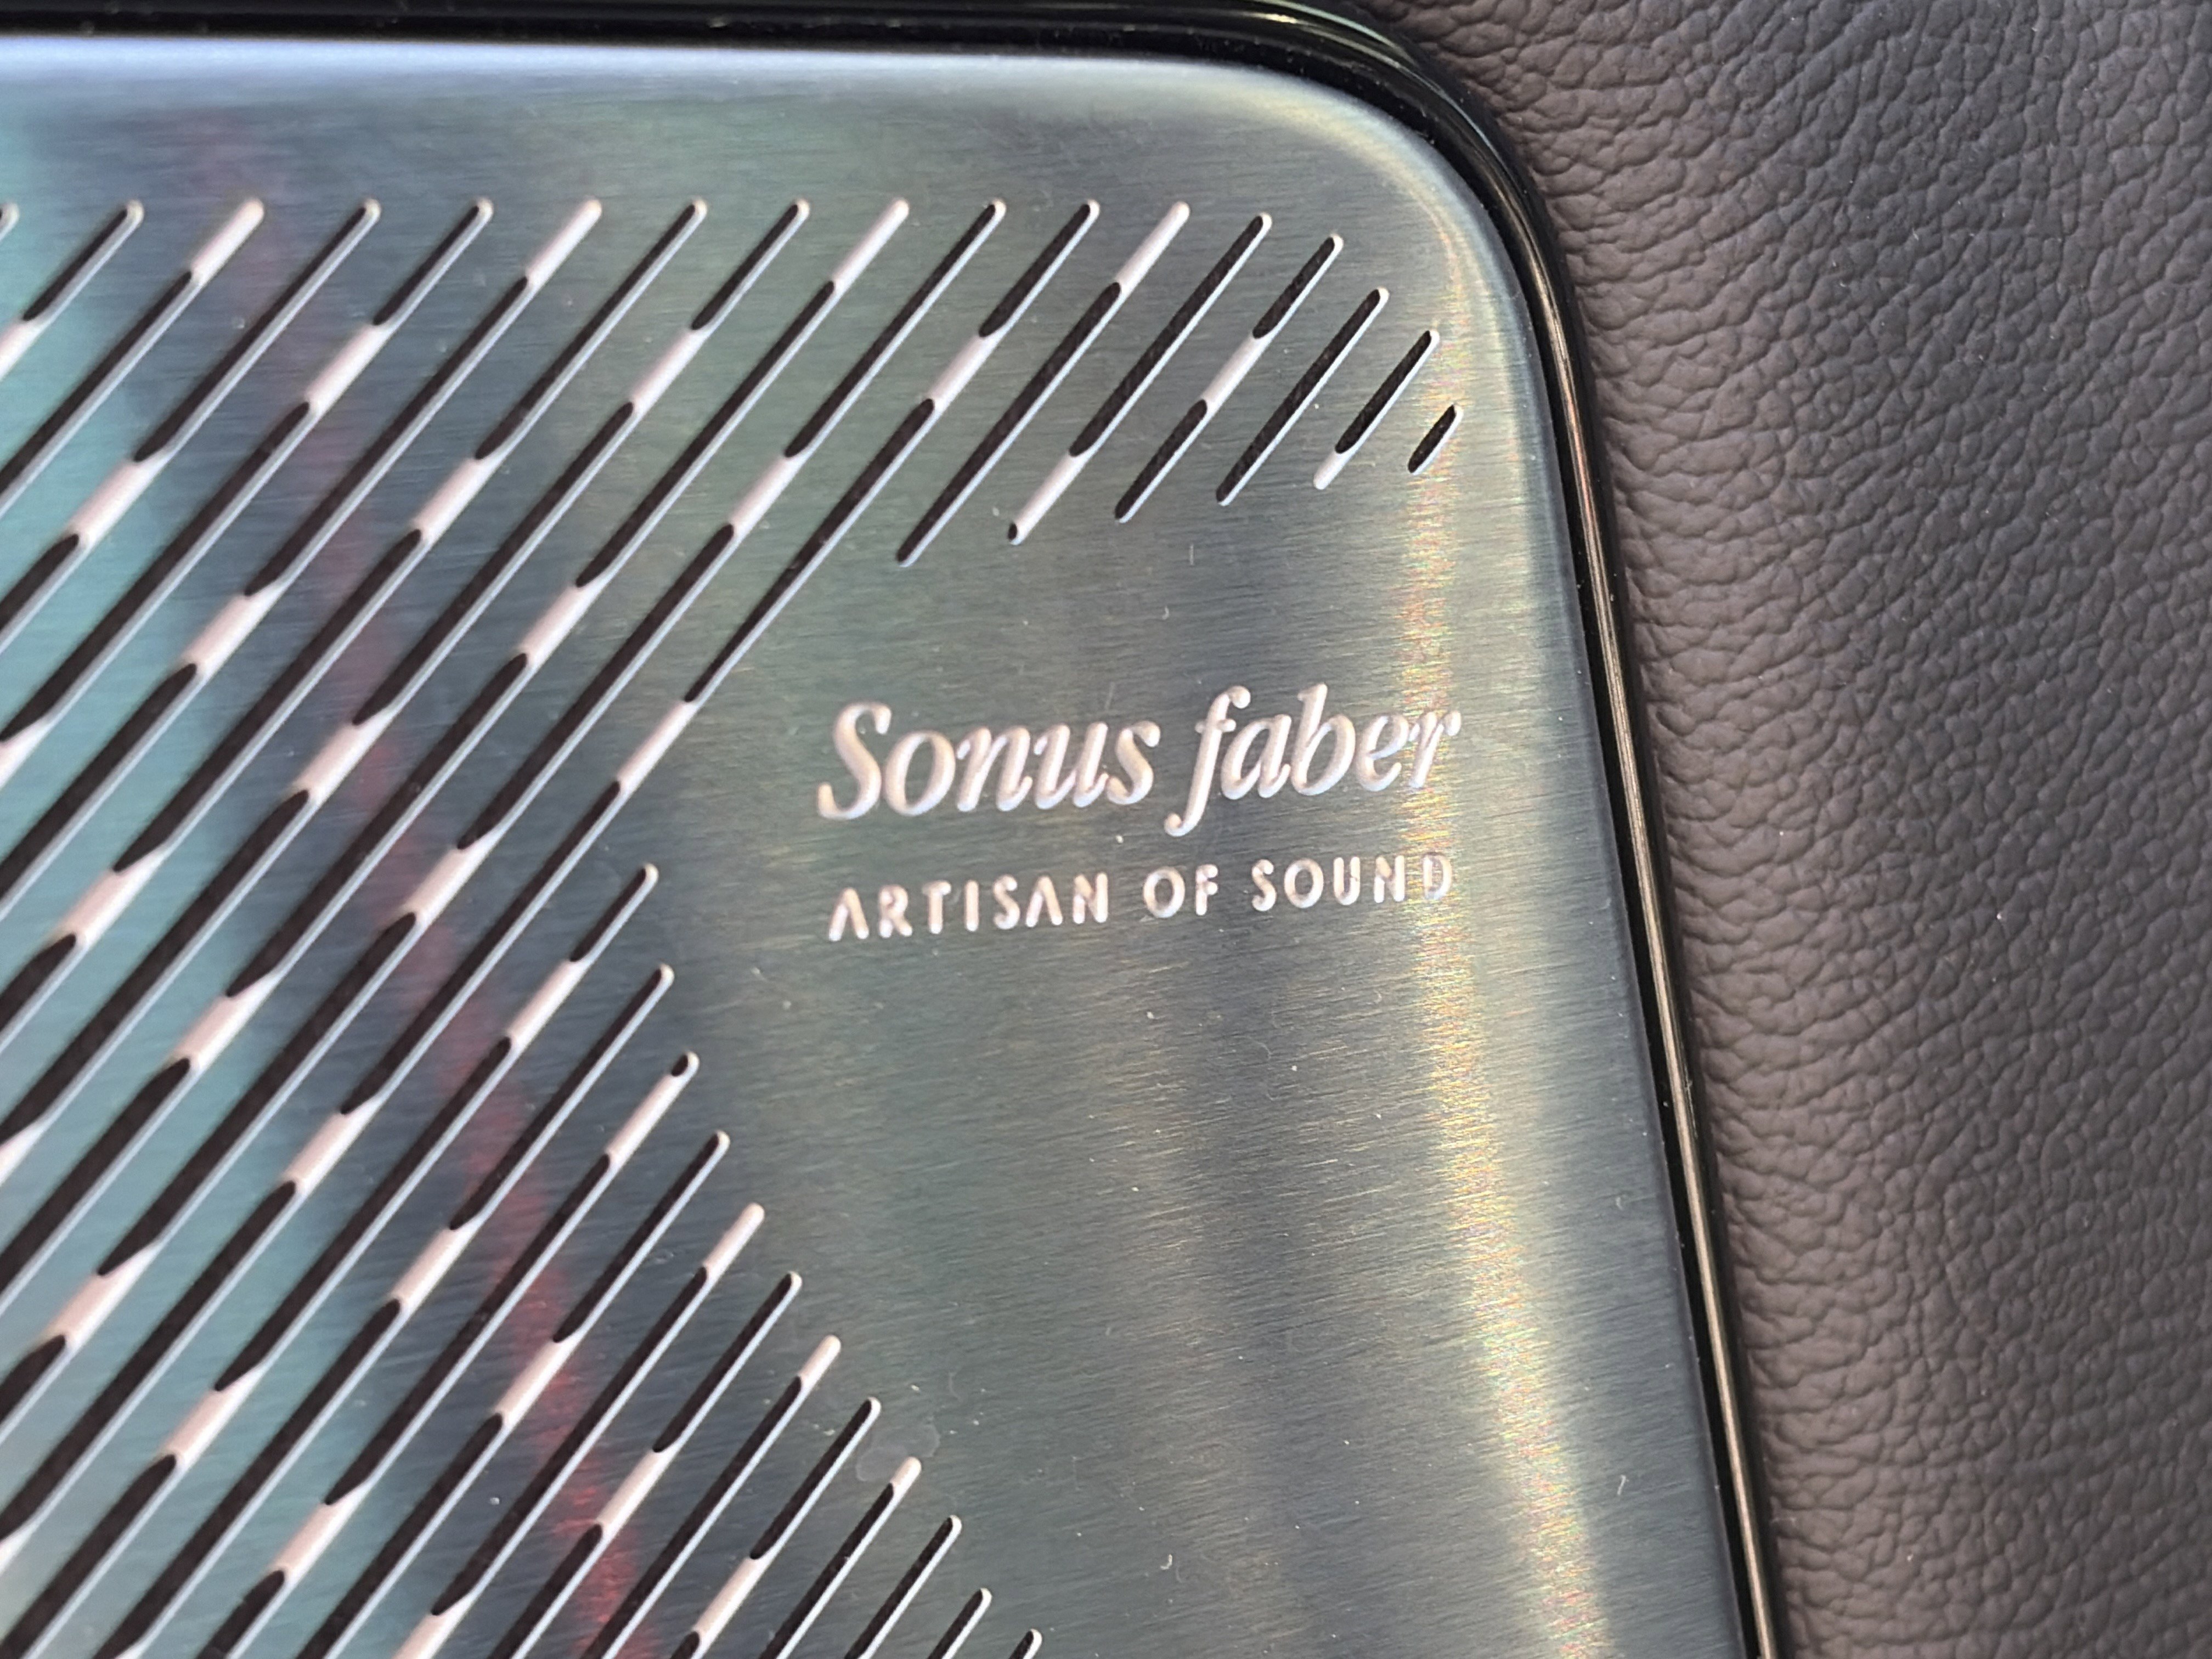 Sonus faber
ARTISAN OF SOUND